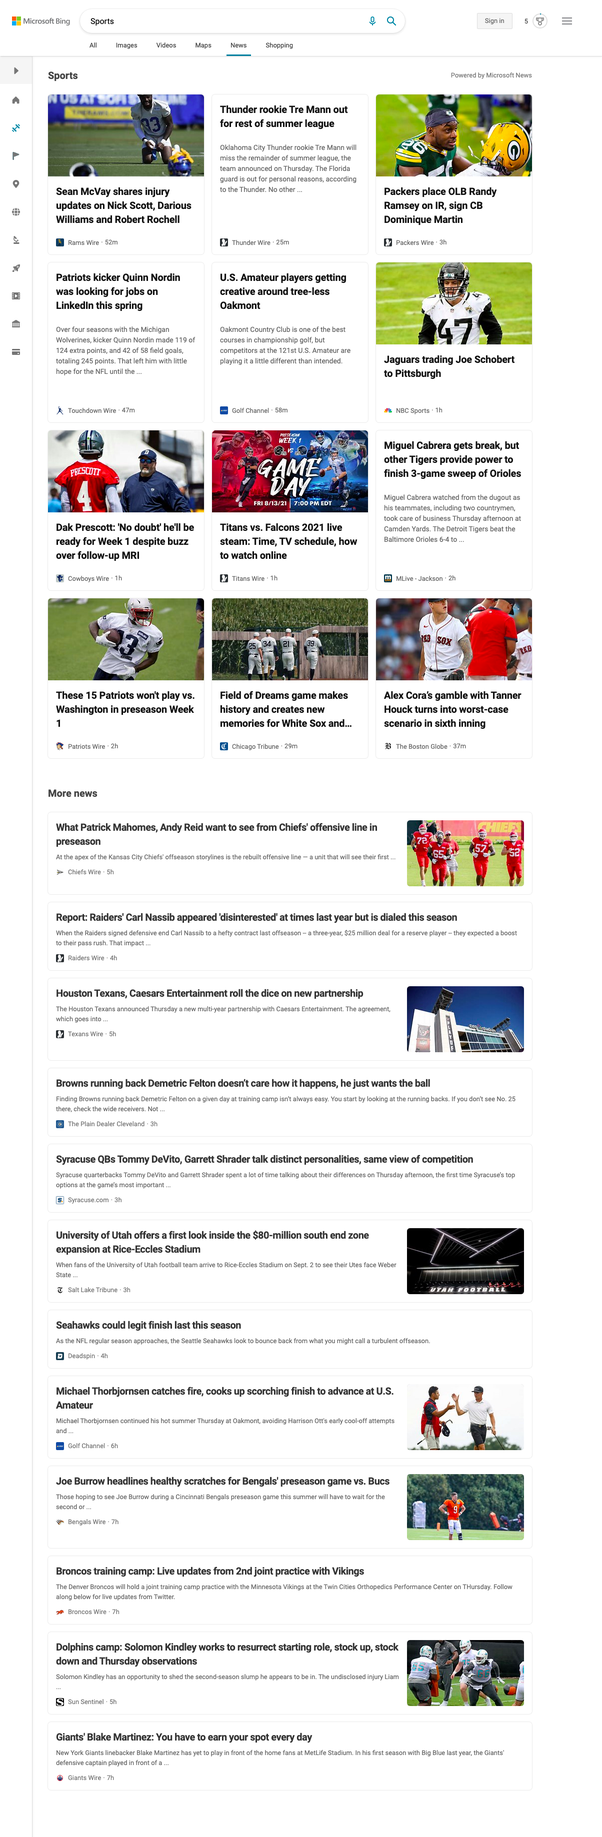 Microsoft Bing
Sports
Sign in
5
All Images Videos Maps News Shopping
Sports
Powered by Microsoft News
Sean McVay shares injury
updates on Nick Scott, Darious
Williams and Robert Rochell
Rams Wire · 52m
Thunder rookie Tre Mann out
for rest of summer league
Oklahoma City Thunder rookie Tre Mann will
miss the remainder of summer league, the
team announced on Thursday. The Florida
guard is out for personal reasons, according
to the Thunder. No other ...
Thunder Wire · 25m
Packers place OLB Randy
Ramsey on IR, sign CB
Dominique Martin
Packers Wire · 3h
Patriots kicker Quinn Nordin
was looking for jobs on
LinkedIn this spring
Over four seasons with the Michigan
Wolverines, kicker Quinn Nordin made 119 of
124 extra points, and 42 of 58 field goals,
totaling 245 points. That left him with little
hope for the NFL until the ...
Touchdown Wire · 47m
U.S. Amateur players getting
creative around tree-less
Oakmont
Oakmont Country Club is one of the best
courses in championship golf, but
competitors at the 121st U.S. Amateur are
playing it a little different than intended.
Golf Channel · 58m
47
Jaguars trading Joe Schobert
to Pittsburgh
NBC Sports · 1h
PRESCOTT
4
Dak Prescott: 'No doubt' he'll be
ready for Week 1 despite buzz
over follow-up MRI
Cowboys Wire · 1h
WEEK 1
GAME
DAY
FRI 8/13/21 7:00 PM EDT
Titans vs. Falcons 2021 live
steam: Time, TV schedule, how
to watch online
Titans Wire · 1h
Miguel Cabrera gets break, but
other Tigers provide power to
finish 3-game sweep of Orioles
Miguel Cabrera watched from the dugout as
his teammates, including two countrymen,
took care of business Thursday afternoon at
Camden Yards. The Detroit Tigers beat the
Baltimore Orioles 6-4 to ...
MLive - Jackson · 2h
These 15 Patriots won't play vs.
Washington in preseason Week
1
Patriots Wire · 2h
Field of Dreams game makes
history and creates new
memories for White Sox and...
Chicago Tribune · 29m
RED SOX
Alex Cora's gamble with Tanner
Houck turns into worst-case
scenario in sixth inning
The Boston Globe · 37m
More news
What Patrick Mahomes, Andy Reid want to see from Chiefs' offensive line in
preseason
At the apex of the Kansas City Chiefs' offseason storylines is the rebuilt offensive line — a unit that will see their first ...
Chiefs Wire · 5h
Report: Raiders' Carl Nassib appeared 'disinterested' at times last year but is dialed this season
When the Raiders signed defensive end Carl Nassib to a hefty contract last offseason – a three-year, $25 million deal for a reserve player – they expected a boost
to their pass rush. That impact ...
Raiders Wire · 4h
Houston Texans, Caesars Entertainment roll the dice on new partnership
The Houston Texans announced Thursday a new multi-year partnership with Caesars Entertainment. The agreement,
which goes into ...
Texans Wire · 5h
Browns running back Demetric Felton doesn't care how it happens, he just wants the ball
Finding Browns running back Demetric Felton on a given day at training camp isn't always easy. You start by looking at the running backs. If you don't see No. 25
there, check the wide receivers. Not ...
The Plain Dealer Cleveland · 3h
Syracuse QBs Tommy DeVito, Garrett Shrader talk distinct personalities, same view of competition
Syracuse quarterbacks Tommy DeVito and Garrett Shrader spent a lot of time talking about their differences on Thursday afternoon, the first time Syracuse's top
options at the game's most important ...
Syracuse.com · 3h
University of Utah offers a first look inside the $80-million south end zone
expansion at Rice-Eccles Stadium
When fans of the University of Utah football team arrive to Rice-Eccles Stadium on Sept. 2 to see their Utes face Weber
State ...
Salt Lake Tribune · 3h
UTAH FOOTBALL
Seahawks could legit finish last this season
As the NFL regular season approaches, the Seattle Seahawks look to bounce back from what you might call a turbulent offseason.
Deadspin · 4h
Michael Thorbjornsen catches fire, cooks up scorching finish to advance at U.S.
Amateur
Michael Thorbjornsen continued his hot summer Thursday at Oakmont, avoiding Harrison Ott's early cool-off attempts
and ...
Golf Channel · 6h
Joe Burrow headlines healthy scratches for Bengals' preseason game vs. Bucs
Those hoping to see Joe Burrow during a Cincinnati Bengals preseason game this summer will have to wait for the
second or ...
Bengals Wire · 7h
Broncos training camp: Live updates from 2nd joint practice with Vikings
The Denver Broncos will hold a joint training camp practice with the Minnesota Vikings at the Twin Cities Orthopedics Performance Center on THursday. Follow
along below for live updates from Twitter.
Broncos Wire · 7h
Dolphins camp: Solomon Kindley works to resurrect starting role, stock up, stock
down and Thursday observations
Solomon Kindley has an opportunity to shed the second-season slump he appears to be in. The undisclosed injury Liam
...
Sun Sentinel · 5h
Giants' Blake Martinez: You have to earn your spot every day
New York Giants linebacker Blake Martinez has yet to play in front of the home fans at MetLife Stadium. In his first season with Big Blue last year, the Giants'
defensive captain played in front of a ...
Giants Wire · 7h